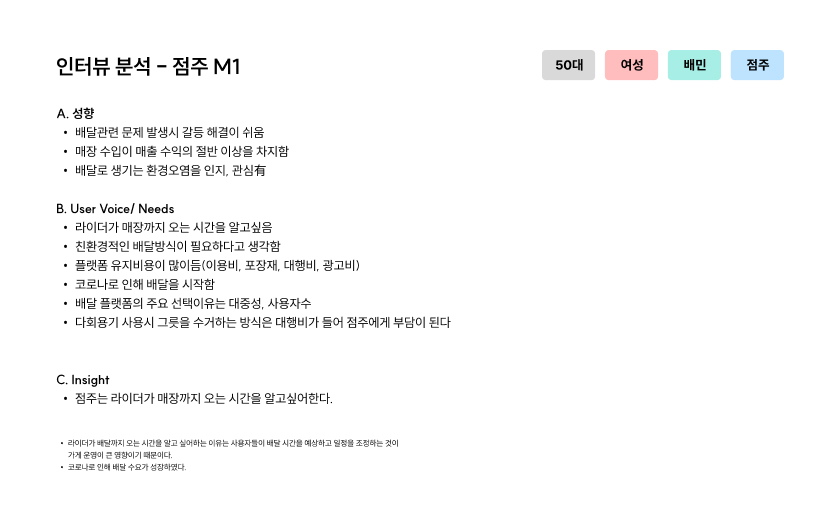 인터뷰 분석 - 점주 M1
50대
여성
배민
점주
A. 성향
• 배달관련 문제 발생시 갈등 해결이 쉬움
• 매장 수입이 매출 수익의 절반 이상을 차지함
• 배달로 생기는 환경오염을 인지, 관심有
B. User Voice/ Needs
• 라이더가 매장까지 오는 시간을 알고싶음
• 친환경적인 배달방식이 필요하다고 생각함
• 플랫폼 유지비용이 많이듬(이용비, 포장재, 대행비, 광고비)
• 코로나로 인해 배달을 시작함
• 배달 플랫폼의 주요 선택이유는 대중성, 사용자수
• 다회용기 사용시 그릇을 수거하는 방식은 대행비가 들어 점주에게 부담이 된다
C. Insight
• 점주는 라이더가 매장까지 오는 시간을 알고싶어한다.
• 라이더가 배달까지 오는 시간을 알고 싶어하는 이유는 사용자들이 배달 시간을 예상하고 일정을 조정하는 것이
가게 운영이 큰 영향이기 때문이다.
• 코로나로 인해 배달 수요가 성장하였다.